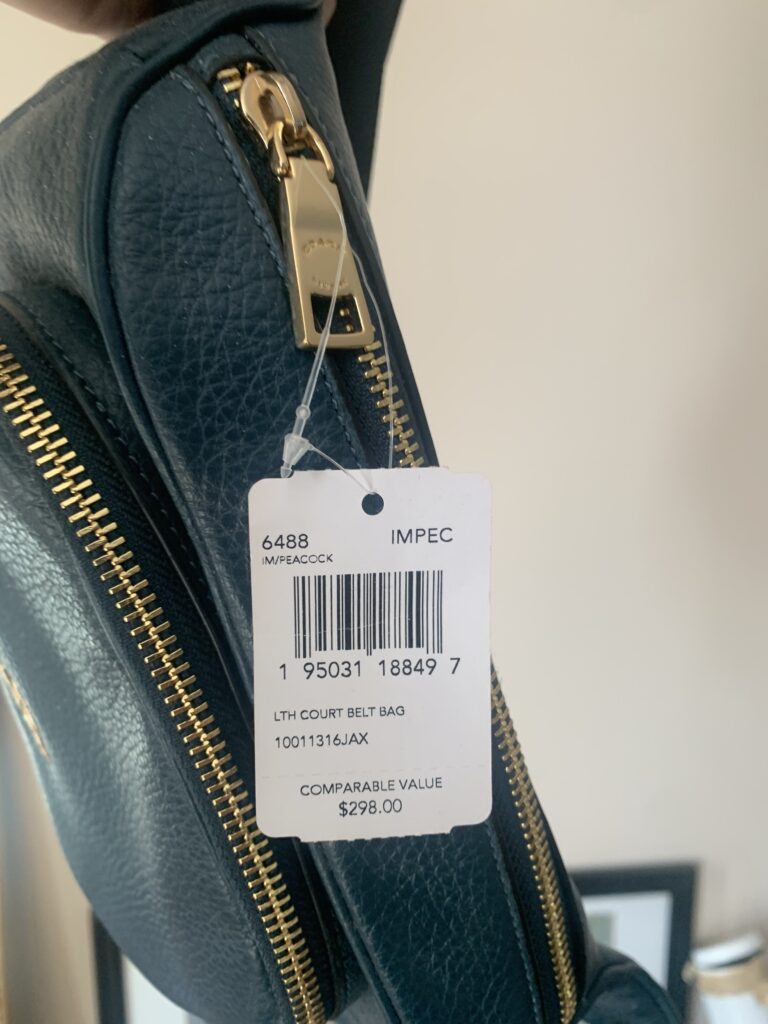 6488 IMPEC
IM/PEACOCK
1 95031 18849 7
LTH COURT BELT BAG
10011316JAX
COMPARABLE VALUE
$298.00